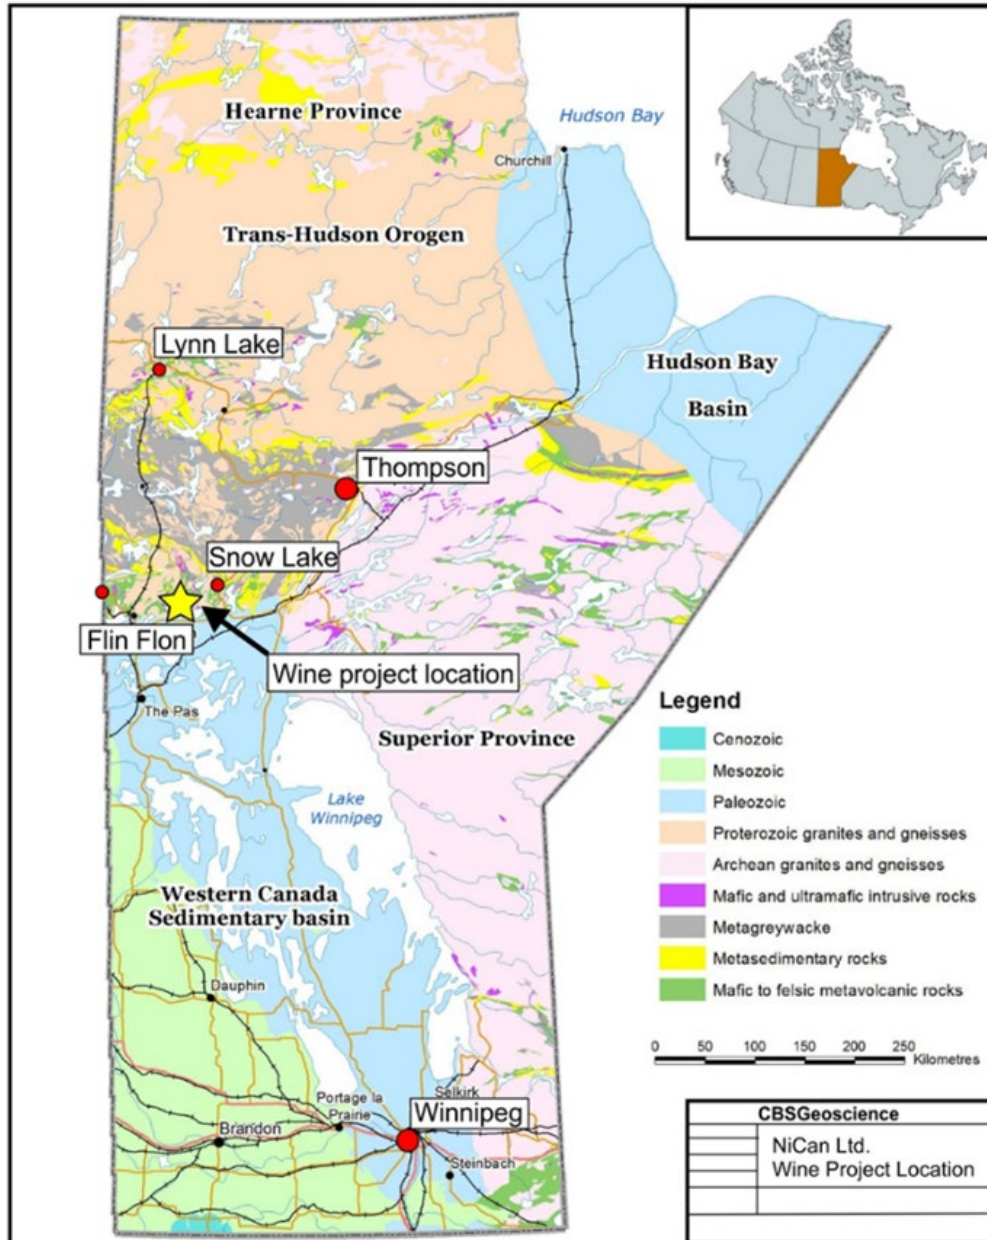 Hearne Province
Hudson Bay
Churchill
Trans-Hudson Orogen
Lynn Lake
Hudson Bay
Basin
Thompson
Snow Lake
Flin Flon
Wine project location
The Pas
Superior Province
Lake
Winnipeg
Western Canada
Sedimentary basin
Dauphin
Portage la
Prairie
Selkirk
Winnipeg
Brandon
Steinbach
Legend
Cenozoic
Mesozoic
Paleozoic
Proterozoic granites and gneisses
Archean granites and gneisses
Mafic and ultramafic intrusive rocks
Metagreywacke
Metasedimentary rocks
Mafic to felsic metavolcanic rocks
0 50 100 150 200 250
Kilometres
CBSGeoscience
NiCan Ltd.
Wine Project Location